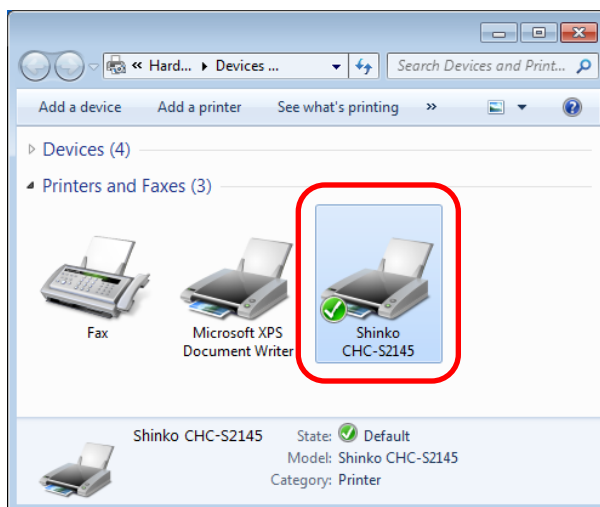 « Hard... ▸ Devices ...
Search Devices and Print...
Add a device Add a printer See what's printing »
Devices (4)
Printers and Faxes (3)
Fax
Microsoft XPS
Document Writer
Shinko
CHC-S2145
Shinko CHC-S2145 State: Default
Model: Shinko CHC-S2145
Category: Printer